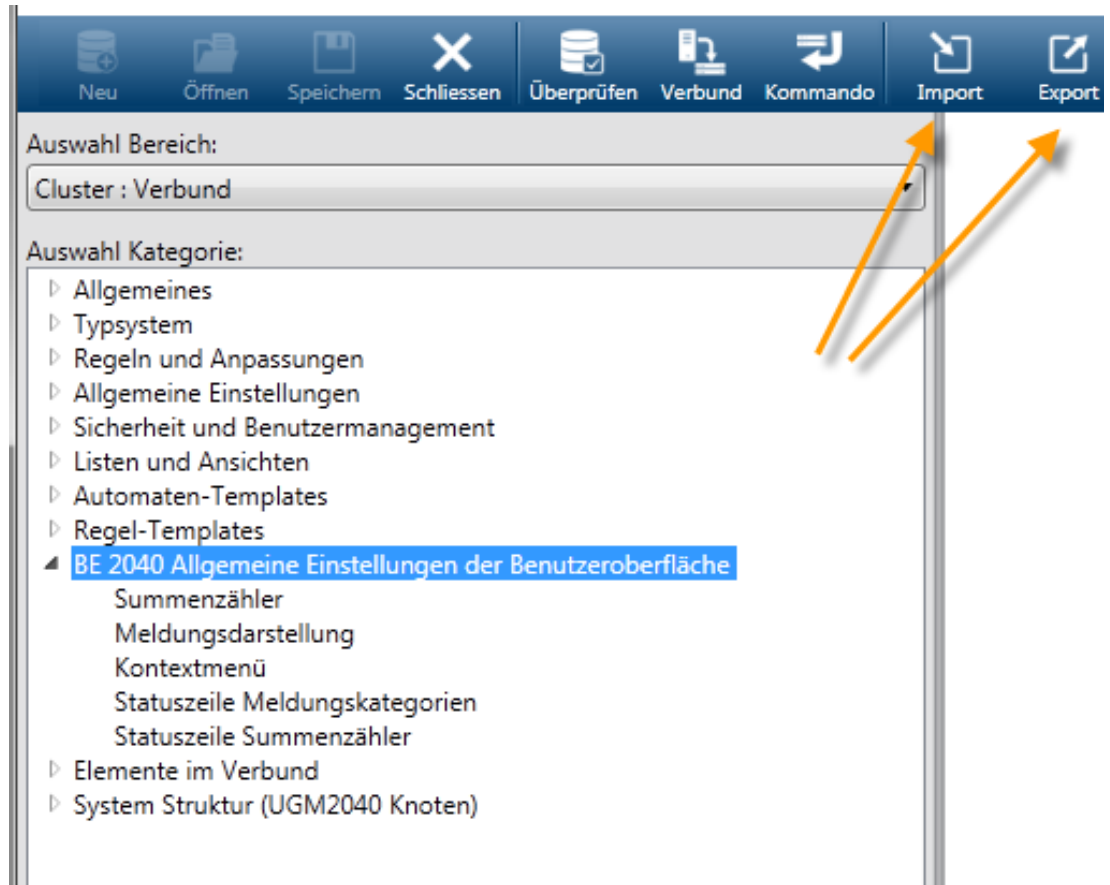 Neu Öffnen Speichern Schliessen Überprüfen Verbund Kommando Import Export
Auswahl Bereich:
Cluster : Verbund
Auswahl Kategorie:
Allgemeines
Typsystem
Regeln und Anpassungen
Allgemeine Einstellungen
Sicherheit und Benutzermanagement
Listen und Ansichten
Automaten-Templates
Regel-Templates
BE 2040 Allgemeine Einstellungen der Benutzeroberfläche
Summenzähler
Meldungsdarstellung
Kontextmenü
Statuszeile Meldungskategorien
Statuszeile Summenzähler
Elemente im Verbund
System Struktur (UGM2040 Knoten)